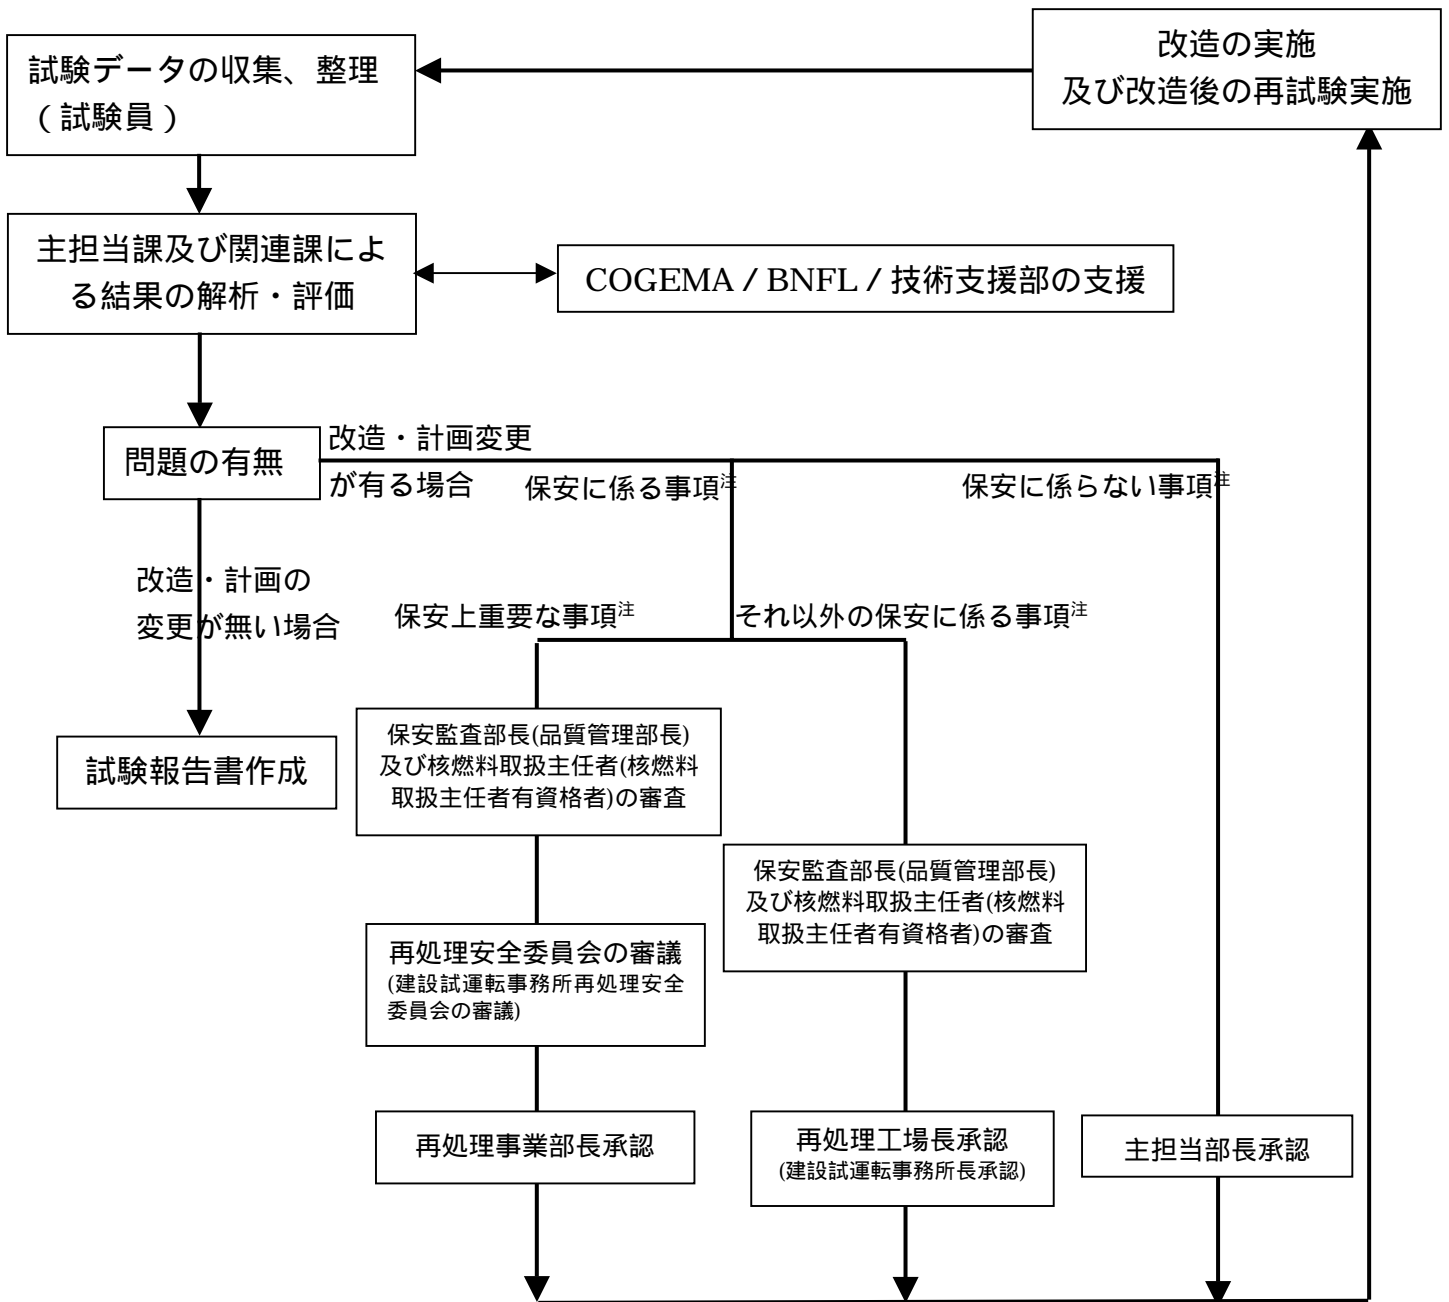 改造の実施
及び改造後の再試験実施
試験データの収集、整理
（試験員）
主担当課及び関連課によ
る結果の解析・評価
COGEMA／BNFL／技術支援部の支援
問題の有無
改造・計画変更
が有る場合
保安に係る事項注
保安に係らない事項注
改造・計画の
変更が無い場合
保安上重要な事項注
それ以外の保安に係る事項注
試験報告書作成
保安監査部長(品質管理部長)
及び核燃料取扱主任者(核燃料
取扱主任者有資格者)の審査
保安監査部長(品質管理部長)
及び核燃料取扱主任者(核燃料
取扱主任者有資格者)の審査
再処理安全委員会の審議
(建設試運転事務所再処理安全
委員会の審議)
再処理事業部長承認
再処理工場長承認
(建設試運転事務所長承認)
主担当部長承認